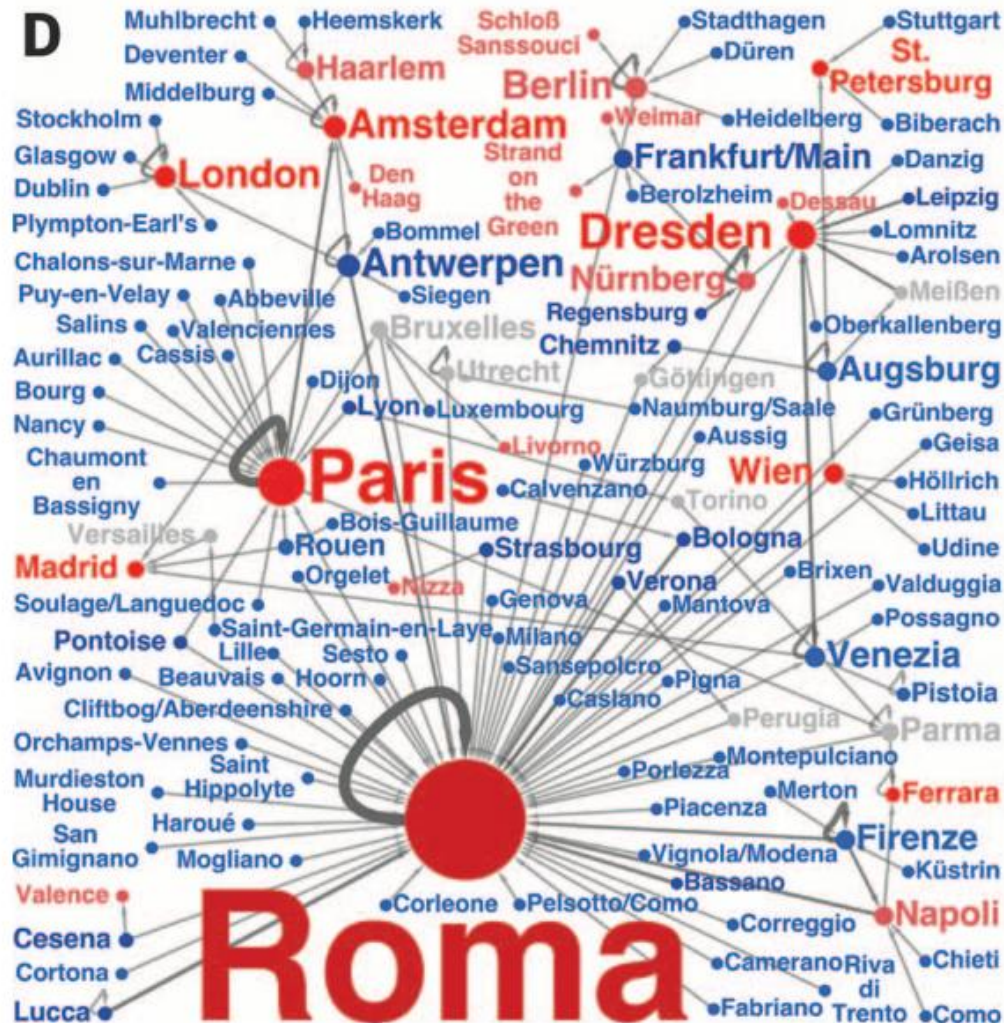 D
Muhlbrecht
Heemskerk
Schloß
Sanssouci
Stadthagen
Stuttgart
Deventer
Haarlem
Düren
St.
Petersburg
Middelburg
Berlin
Stockholm
Amsterdam
Weimar
Heidelberg
Biberach
Glasgow
London
Den
Haag
Strand
on
the
Green
Frankfurt/Main
Danzig
Dublin
Berolzheim
Dessau
Leipzig
Plympton-Earl's
Bommel
Dresden
Lomnitz
Chalons-sur-Marne
Antwerpen
Arolsen
Puy-en-Velay
Abbeville
Siegen
Nürnberg
Meißen
Salins
Valenciennes
Bruxelles
Regensburg
Oberkallenberg
Aurillac
Cassis
Chemnitz
Utrecht
Göttingen
Augsburg
Bourg
Dijon
Lyon
Luxembourg
Naumburg/Saale
Grünberg
Nancy
Livorno
Aussig
Geisa
Chaumont
en
Bassigny
Paris
Würzburg
Wien
Höllrich
Calvenzano
Torino
Littau
Versailles
Bois-Guillaume
Bologna
Udine
Madrid
Rouen
Strasbourg
Orgelet
Nizza
Verona
Brixen
Valduggia
Soulage/Languedoc
Genova
Mantova
Possagno
Pontoise
Saint-Germain-en-Laye
Milano
Venezia
Lille
Sesto
Avignon
Beauvais
Hoorn
Sansepolcro
Pigna
Pistoia
Cliftbog/Aberdeenshire
Caslano
Perugia
Parma
Orchamps-Vennes
Montepulciano
Saint
Hippolyte
Porlezza
Murdieston
House
Merton
Ferrara
Haroué
Piacenza
Firenze
San
Gimignano
Mogliano
Vignola/Modena
Küstrin
Bassano
Valence
Corleone
Pelsotto/Como
Napoli
Correggio
Cesena
Roma
Cortona
Camerano
Riva
di
Trento
Chieti
Lucca
Fabriano
Como